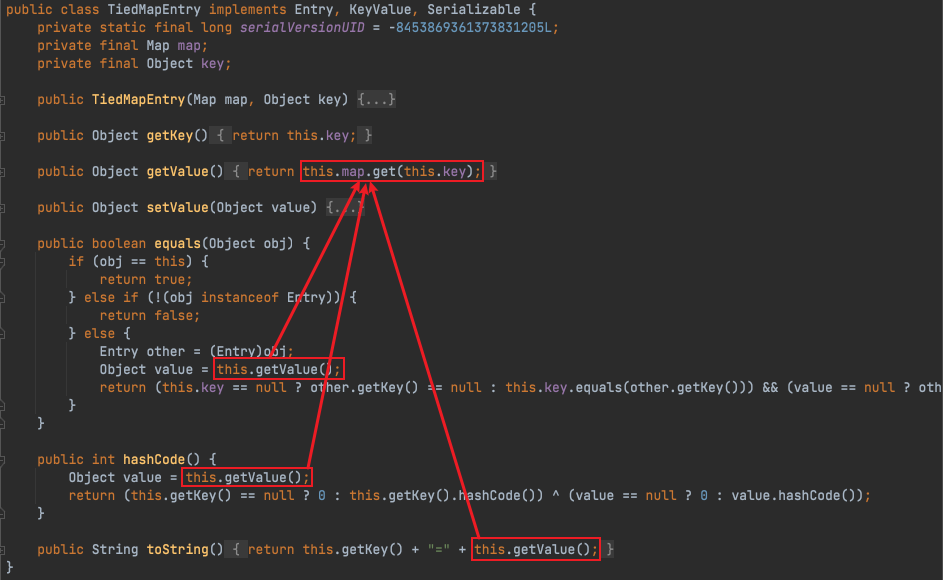 public class TiedMapEntry implements Entry, KeyValue, Serializable {
    private static final long serialVersionUID = -8453869361373831205L;
    private final Map map;
    private final Object key;

    public TiedMapEntry(Map map, Object key) {...}

    public Object getKey() { return this.key; }

    public Object getValue() { return this.map.get(this.key); }

    public Object setValue(Object value) {...}

    public boolean equals(Object obj) {
        if (obj == this) {
            return true;
        } else if (!(obj instanceof Entry)) {
            return false;
        } else {
            Entry other = (Entry)obj;
            Object value = this.getValue();
            return (this.key == null ? other.getKey() == null : this.key.equals(other.getKey())) && (value == null ? oth
        }
    }

    public int hashCode() {
        Object value = this.getValue();
        return (this.getKey() == null ? 0 : this.getKey().hashCode()) ^ (value == null ? 0 : value.hashCode());
    }

    public String toString() { return this.getKey() + "=" + this.getValue(); }
}